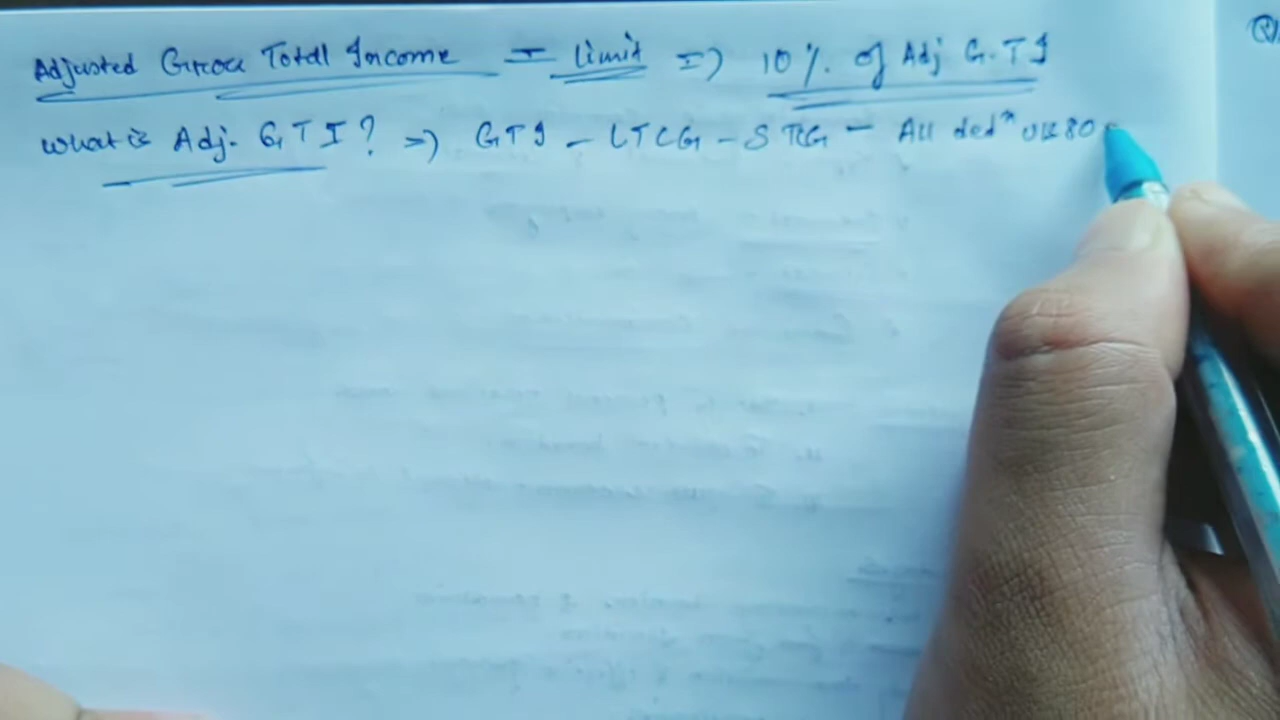 Adjusted Gross Total Income = limit => 10% of Adj G.T I
What is Adj. G T I? => GTI - LTCG - STCG - All dedⁿ u/s 80
Q